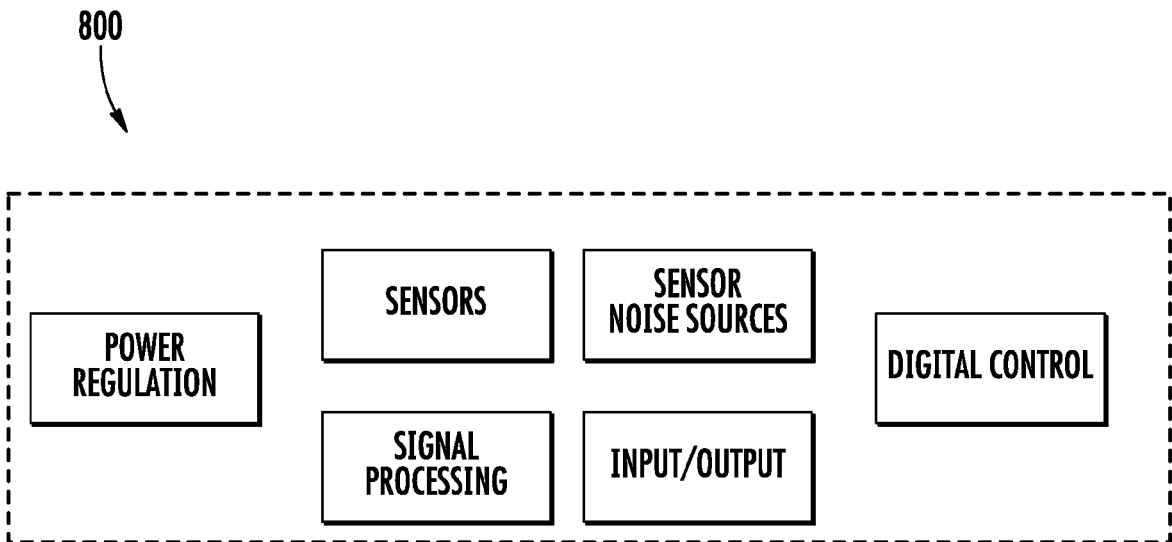 800
SENSORS
SENSOR
NOISE SOURCES
POWER
REGULATION
DIGITAL CONTROL
SIGNAL
PROCESSING
INPUT/OUTPUT